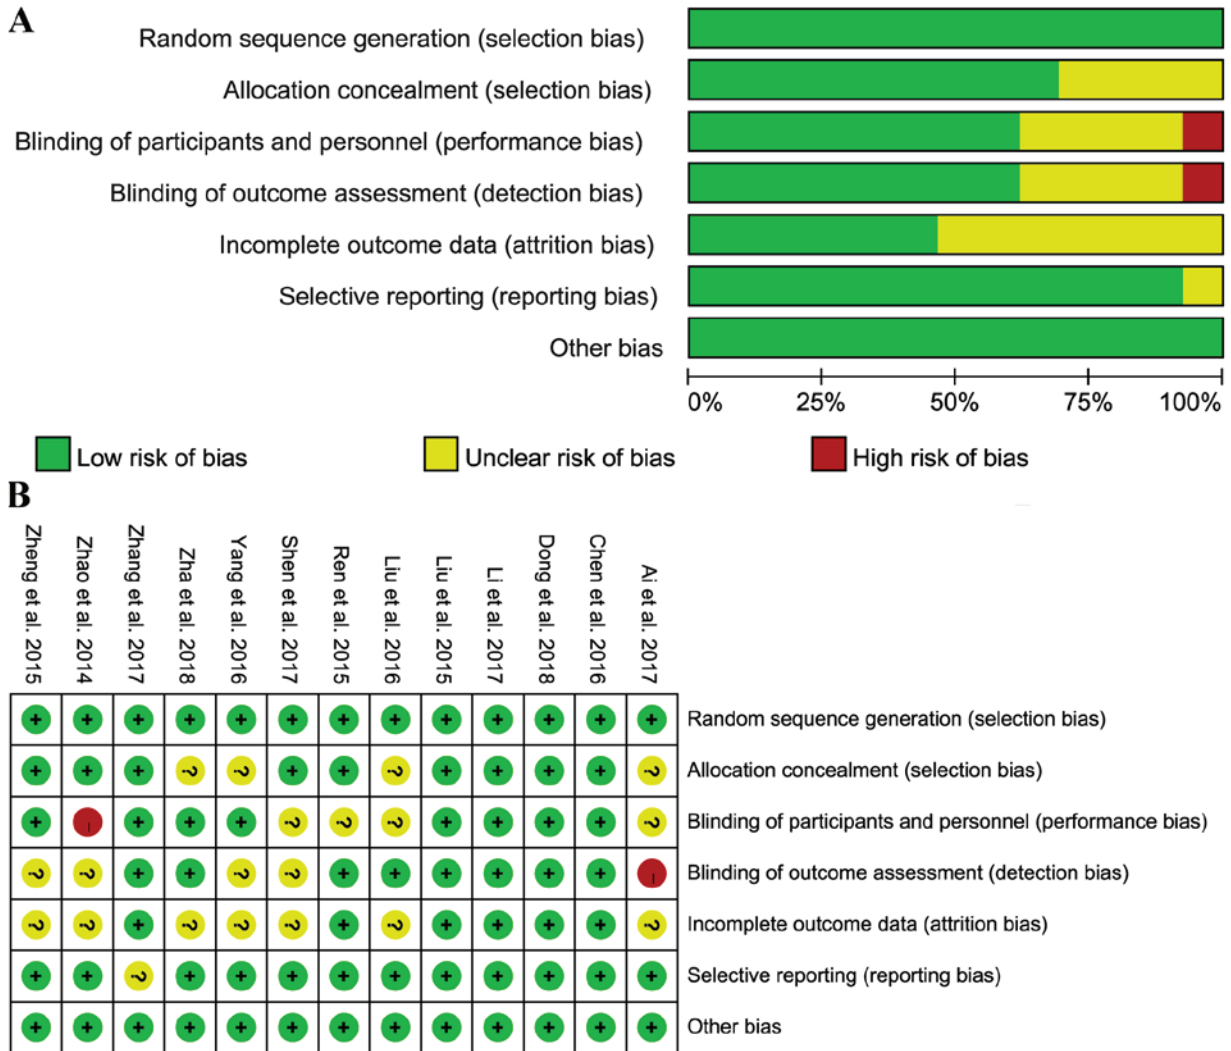 A
Random sequence generation (selection bias)
Allocation concealment (selection bias)
Blinding of participants and personnel (performance bias)
Blinding of outcome assessment (detection bias)
Incomplete outcome data (attrition bias)
Selective reporting (reporting bias)
Other bias
0% 25% 50% 75% 100%
Low risk of bias Unclear risk of bias High risk of bias
B
Zheng et al. 2015
Zhao et al. 2014
Zhang et al. 2017
Zha et al. 2018
Yang et al. 2016
Shen et al. 2017
Ren et al. 2015
Liu et al. 2016
Liu et al. 2015
Li et al. 2017
Dong et al. 2018
Chen et al. 2016
Ai et al. 2017
+ + + + + + + + + + + + + Random sequence generation (selection bias)
+ + + ? ? + + ? + + + + ? Allocation concealment (selection bias)
+ - + + + ? ? ? + + + + ? Blinding of participants and personnel (performance bias)
? ? + + ? ? + + + + + + - Blinding of outcome assessment (detection bias)
? ? + ? ? ? + ? + + + + ? Incomplete outcome data (attrition bias)
+ + ? + + + + + + + + + + Selective reporting (reporting bias)
+ + + + + + + + + + + + + Other bias